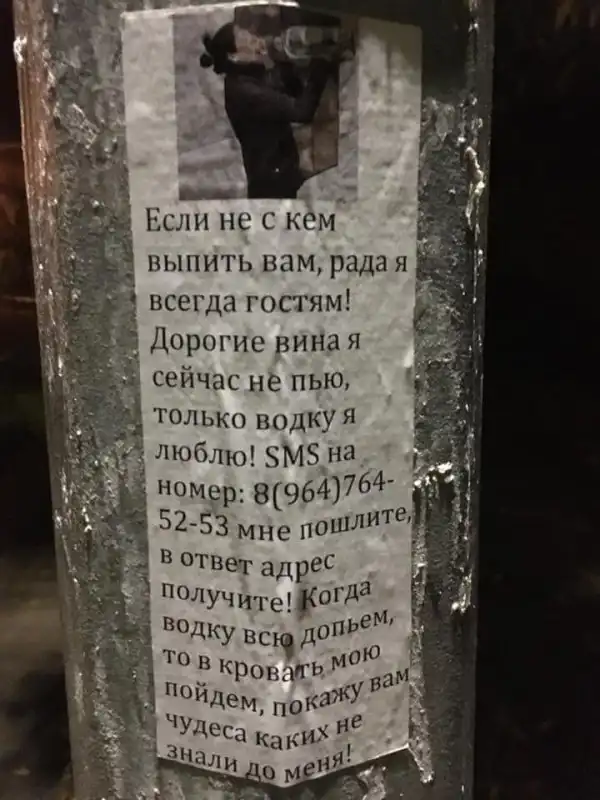 Если не с кем
выпить вам, рада я
всегда гостям!
Дорогие вина я
сейчас не пью,
только водку я
люблю! SMS на
номер: 8(964)764-
52-53 мне пошлите,
в ответ адрес
получите! Когда
водку всю допьем,
то в кровать мою
пойдем, покажу вам
чудеса каких не
знали до меня!